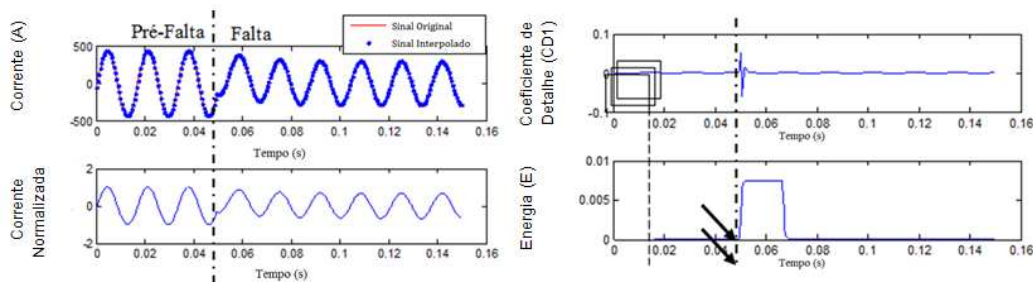 Corrente (A)
Pré-Falta
Falta
Sinal Original
Sinal Interpolado
500
0
-500
0 0.02 0.04 0.06 0.08 0.1 0.12 0.14 0.16
Tempo (s)
Corrente
Normalizada
2
0
-2
0 0.02 0.04 0.06 0.08 0.1 0.12 0.14 0.16
Tempo (s)
Coeficiente de
Detalhe (CD1)
0.1
0
-0.1
0 0.02 0.04 0.06 0.08 0.1 0.12 0.14 0.16
Tempo (s)
Energia (E)
0.01
0.005
0
0 0.02 0.04 0.06 0.08 0.1 0.12 0.14 0.16
Tempo (s)